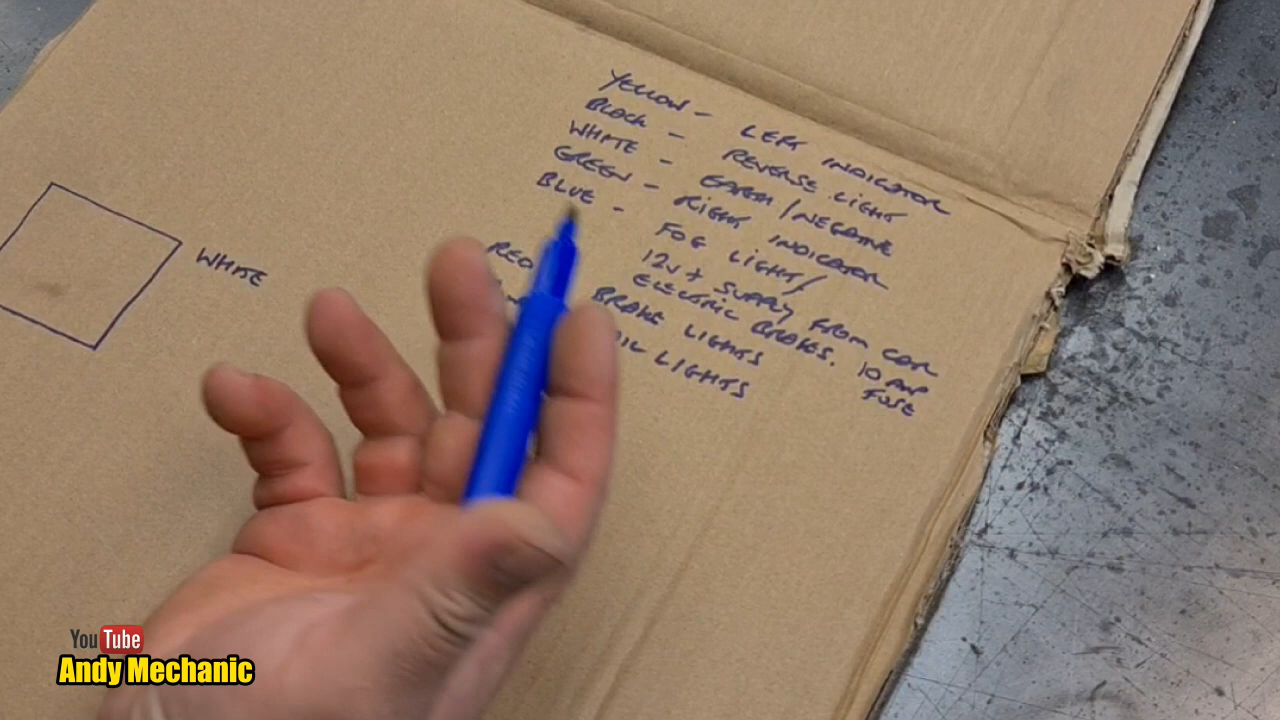 YELLOW - LEFT INDICATOR
BLACK - REVERSE LIGHT
WHITE - EARTH / NEGATIVE
GREEN - RIGHT INDICATOR
BLUE - FOG LIGHT/
12V + SUPPLY FROM CAR
ELECTRIC BRAKES. 10 AMP
FUSE
RED BRAKE LIGHTS
LIGHTS
WHITE
YouTube
Andy Mechanic